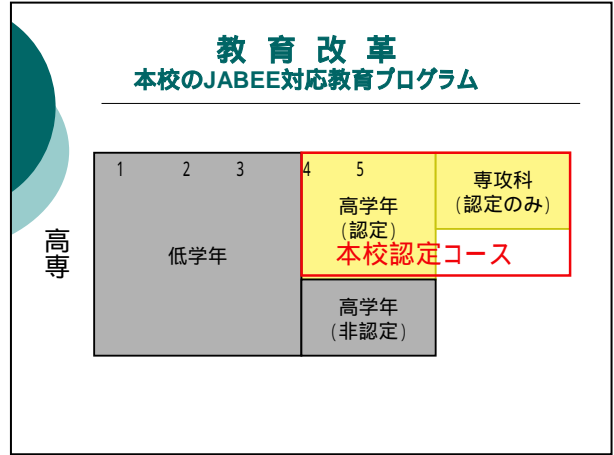 教 育 改 革
本校のJABEE対応教育プログラム
1 2 3 4 5
高専
低学年
高学年
(認定)
専攻科
(認定のみ)
本校認定コース
高学年
(非認定)